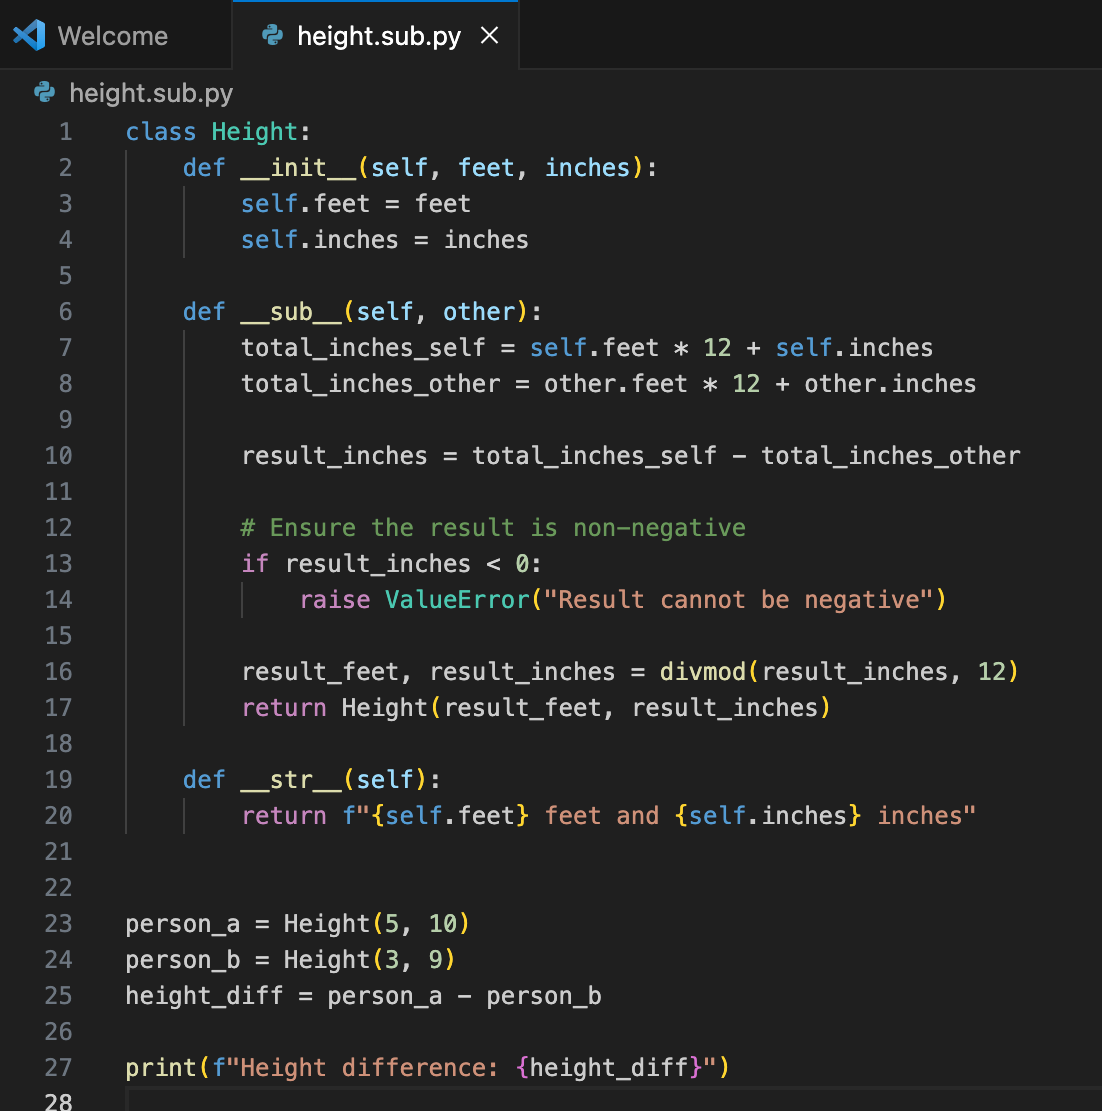 Welcome
height.sub.py
height.sub.py
1 class Height:
2     def __init__(self, feet, inches):
3         self.feet = feet
4         self.inches = inches
5
6     def __sub__(self, other):
7         total_inches_self = self.feet * 12 + self.inches
8         total_inches_other = other.feet * 12 + other.inches
9
10         result_inches = total_inches_self - total_inches_other
11
12         # Ensure the result is non-negative
13         if result_inches < 0:
14             raise ValueError("Result cannot be negative")
15
16         result_feet, result_inches = divmod(result_inches, 12)
17         return Height(result_feet, result_inches)
18
19     def __str__(self):
20         return f"{self.feet} feet and {self.inches} inches"
21
22
23 person_a = Height(5, 10)
24 person_b = Height(3, 9)
25 height_diff = person_a - person_b
26
27 print(f"Height difference: {height_diff}")
28